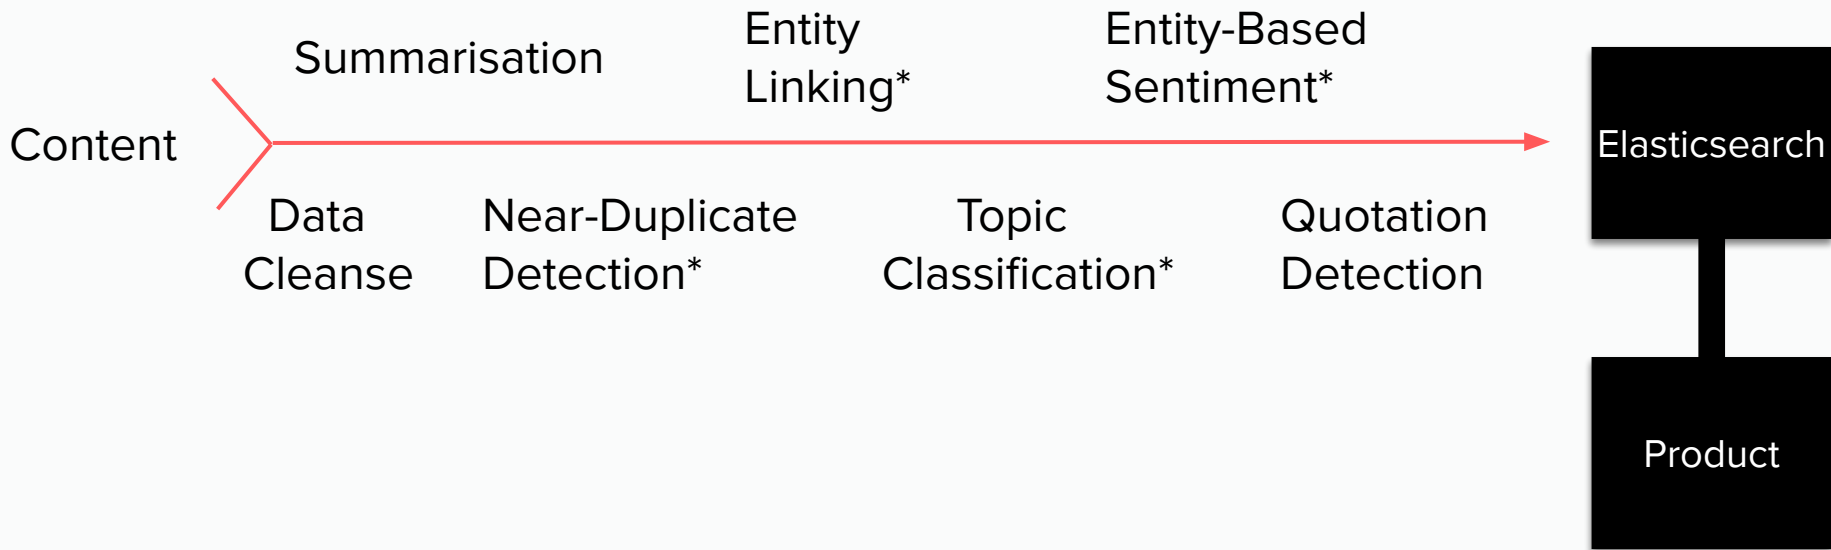 Summarisation
Entity
Linking*
Entity-Based
Sentiment*
Content
Elasticsearch
Data
Cleanse
Near-Duplicate
Detection*
Topic
Classification*
Quotation
Detection
Product